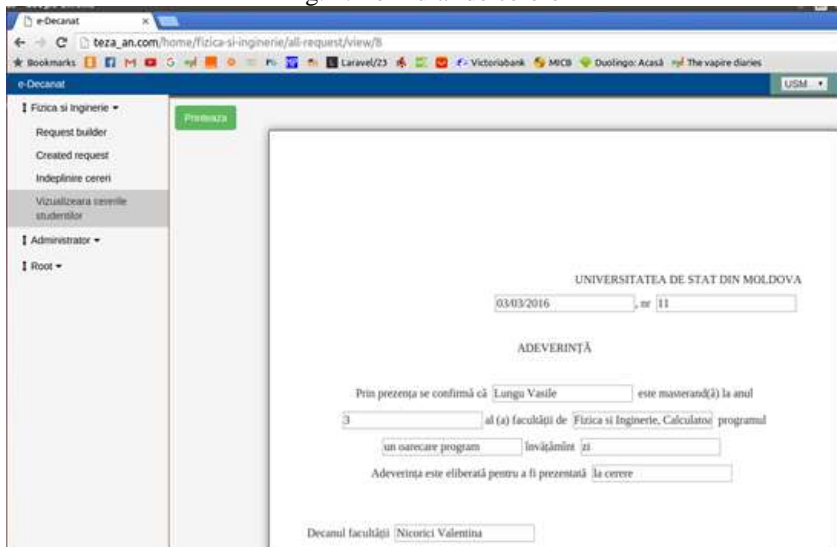 e-Decanat
teza_an.com/home/fizica-si-inginerie/all-request/view/8
Bookmarks Laravel/23 Victoriabank MICB Duolingo: Acasă The vapire diaries
e-Decanat USM
Fizica si Inginerie
Printeaza
Request builder
Created request
Indeplinire cereri
Vizualizeara cererile
studentilor
Administrator
Root
UNIVERSITATEA DE STAT DIN MOLDOVA
03/03/2016 , nr 11
ADEVERINȚĂ
Prin prezența se confirmă că Lungu Vasile este masterand(ă) la anul
3 al (a) facultății de Fizica si Inginerie, Calculatoa programul
un oarecare program învățămînt zi
Adeverința este eliberată pentru a fi prezentată la cerere
Decanul facultății Nicorici Valentina